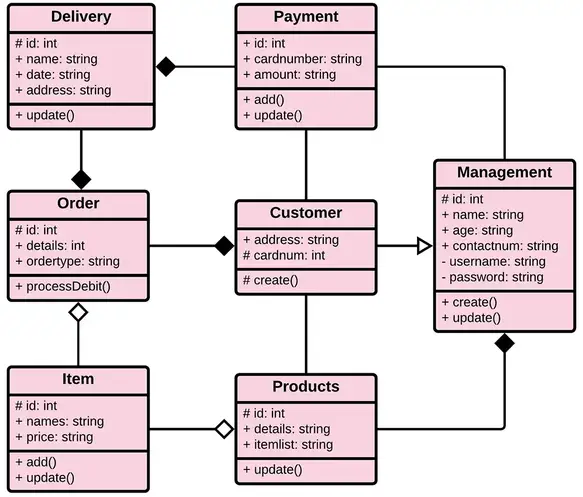 Delivery
# id: int
+ name: string
+ date: string
+ address: string
+ update()
Payment
+ id: int
+ cardnumber: string
+ amount: string
+ add()
+ update()
Order
# id: int
+ details: int
+ ordertype: string
+ processDebit()
Customer
+ address: string
# cardnum: int
# create()
Management
# id: int
+ name: string
+ age: string
+ contactnum: string
- username: string
- password: string
+ create()
+ update()
Item
# id: int
+ names: string
+ price: string
+ add()
+ update()
Products
# id: int
+ details: string
+ itemlist: string
+ update()